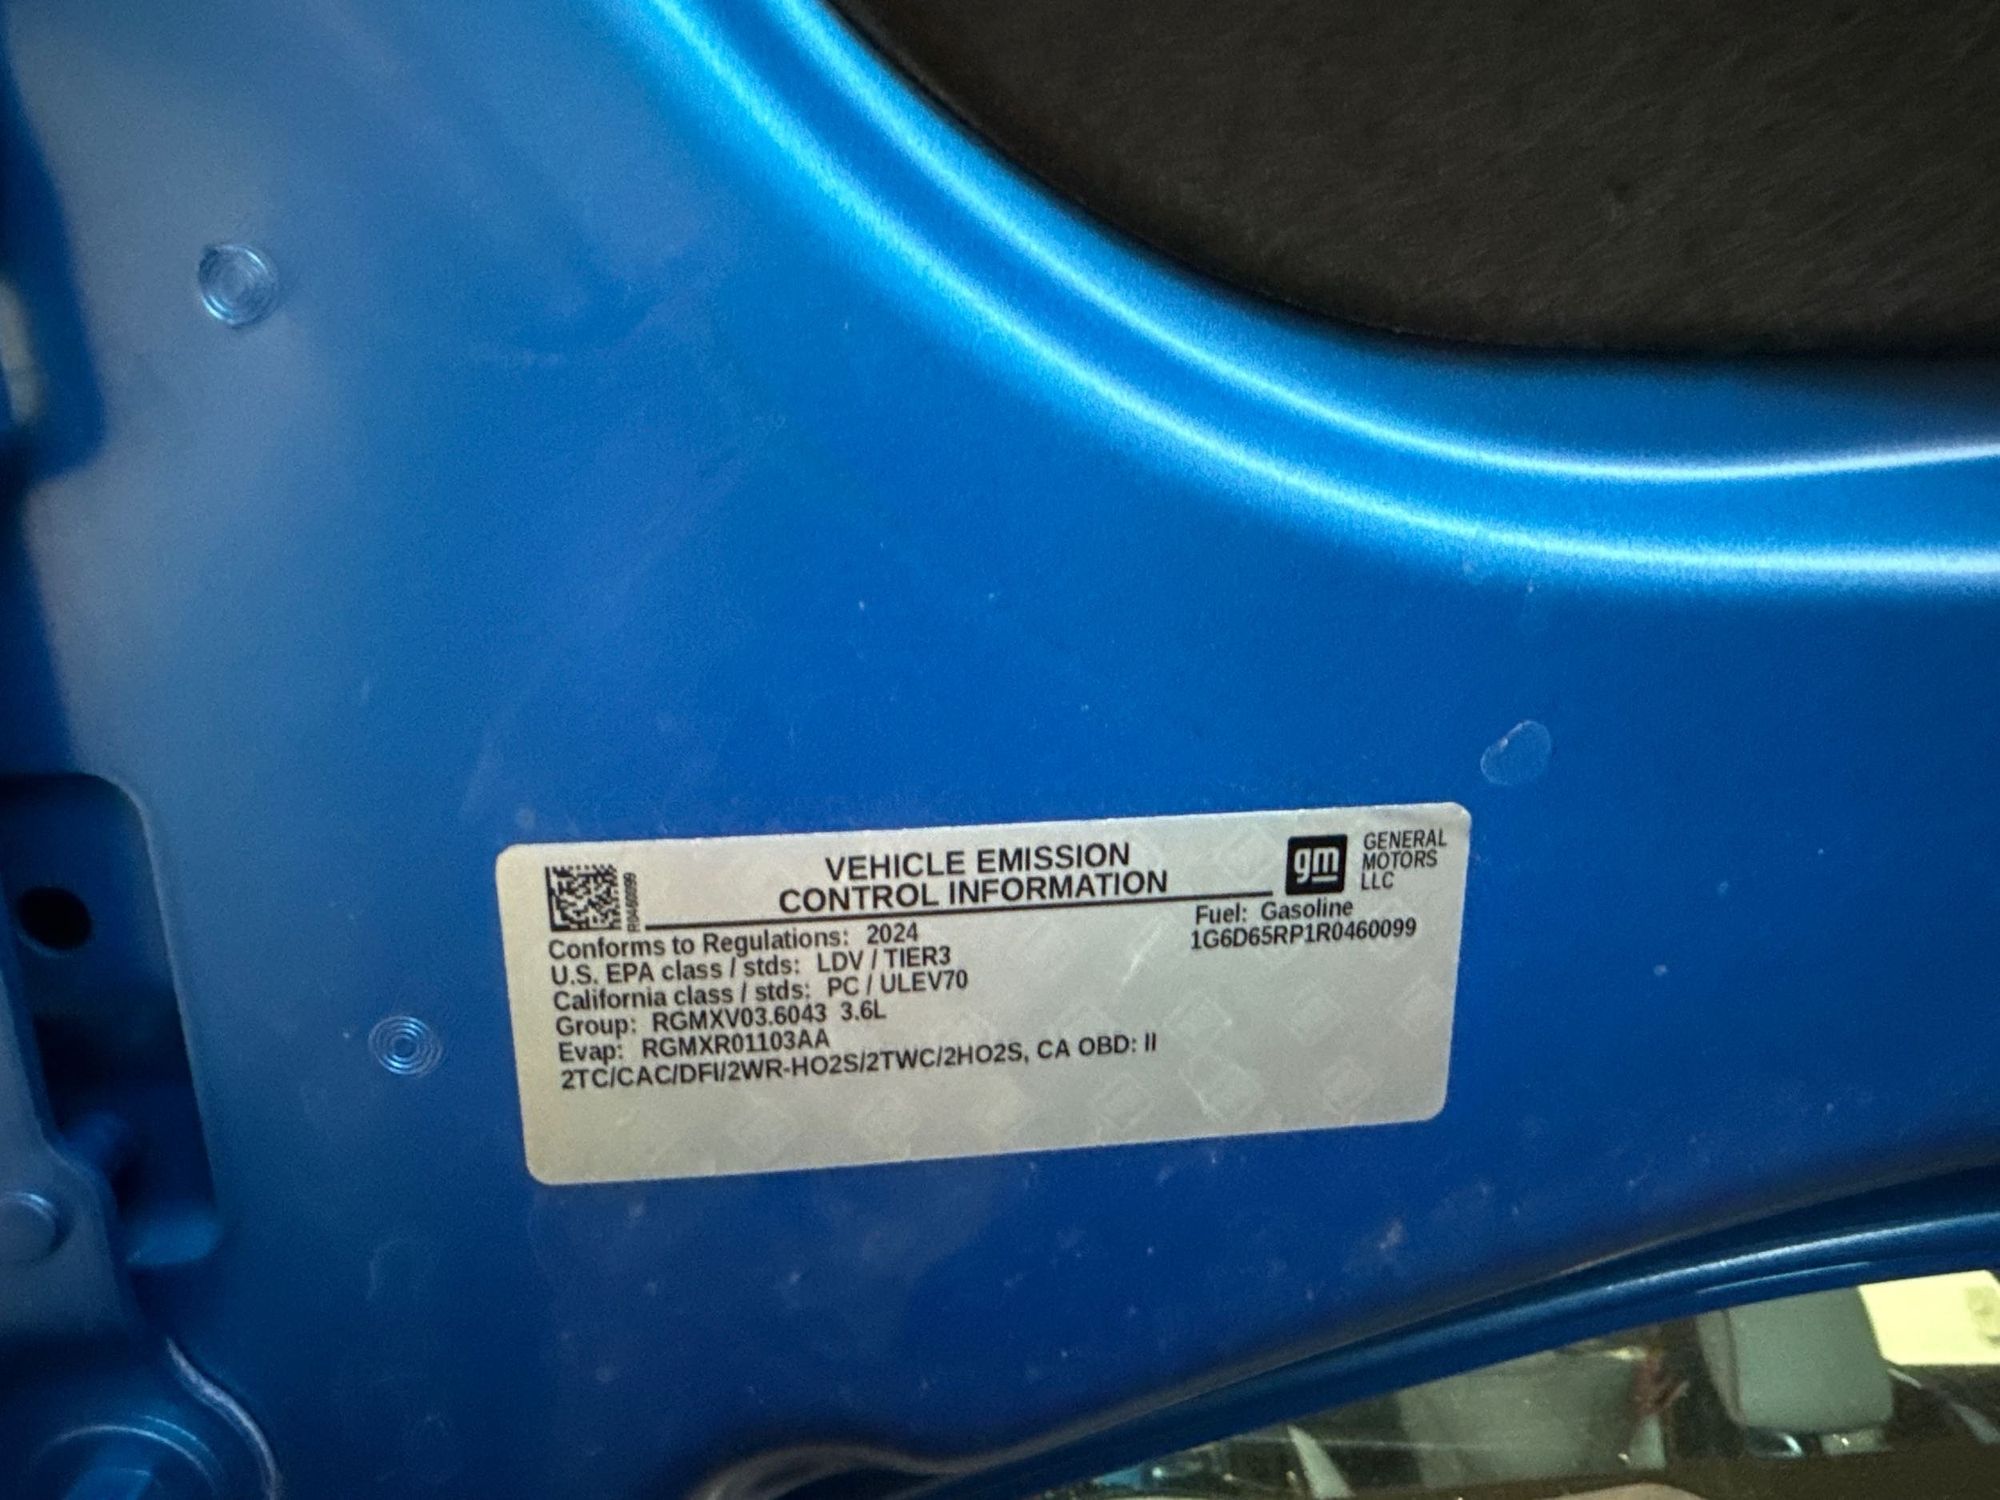 VEHICLE EMISSION
CONTROL INFORMATION
gm
GENERAL
MOTORS
LLC
R0460099
Fuel: Gasoline
1G6D65RP1R0460099
Conforms to Regulations: 2024
U.S. EPA class / stds: LDV / TIER3
California class / stds: PC / ULEV70
Group: RGMXV03.6043 3.6L
Evap: RGMXR01103AA
2TC/CAC/DFI/2WR-HO2S/2TWC/2HO2S, CA OBD: II